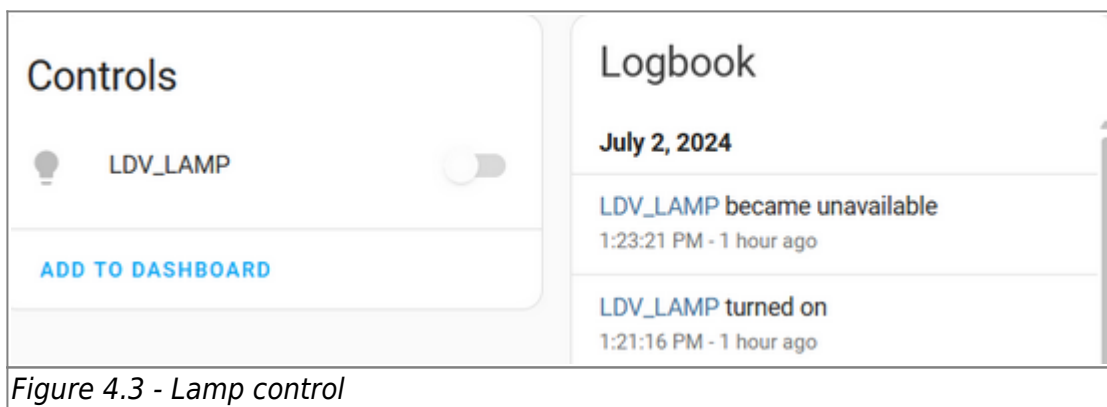 Controls
LDV_LAMP
ADD TO DASHBOARD
Logbook
July 2, 2024
LDV_LAMP became unavailable
1:23:21 PM - 1 hour ago
LDV_LAMP turned on
1:21:16 PM - 1 hour ago
Figure 4.3 - Lamp control